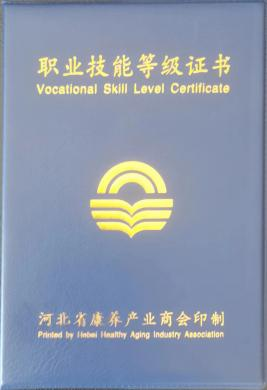 职业技能等级证书
Vocational Skill Level Certificate
河北省康养产业商会印制
Printed by Hebei Healthy Aging Industry Association